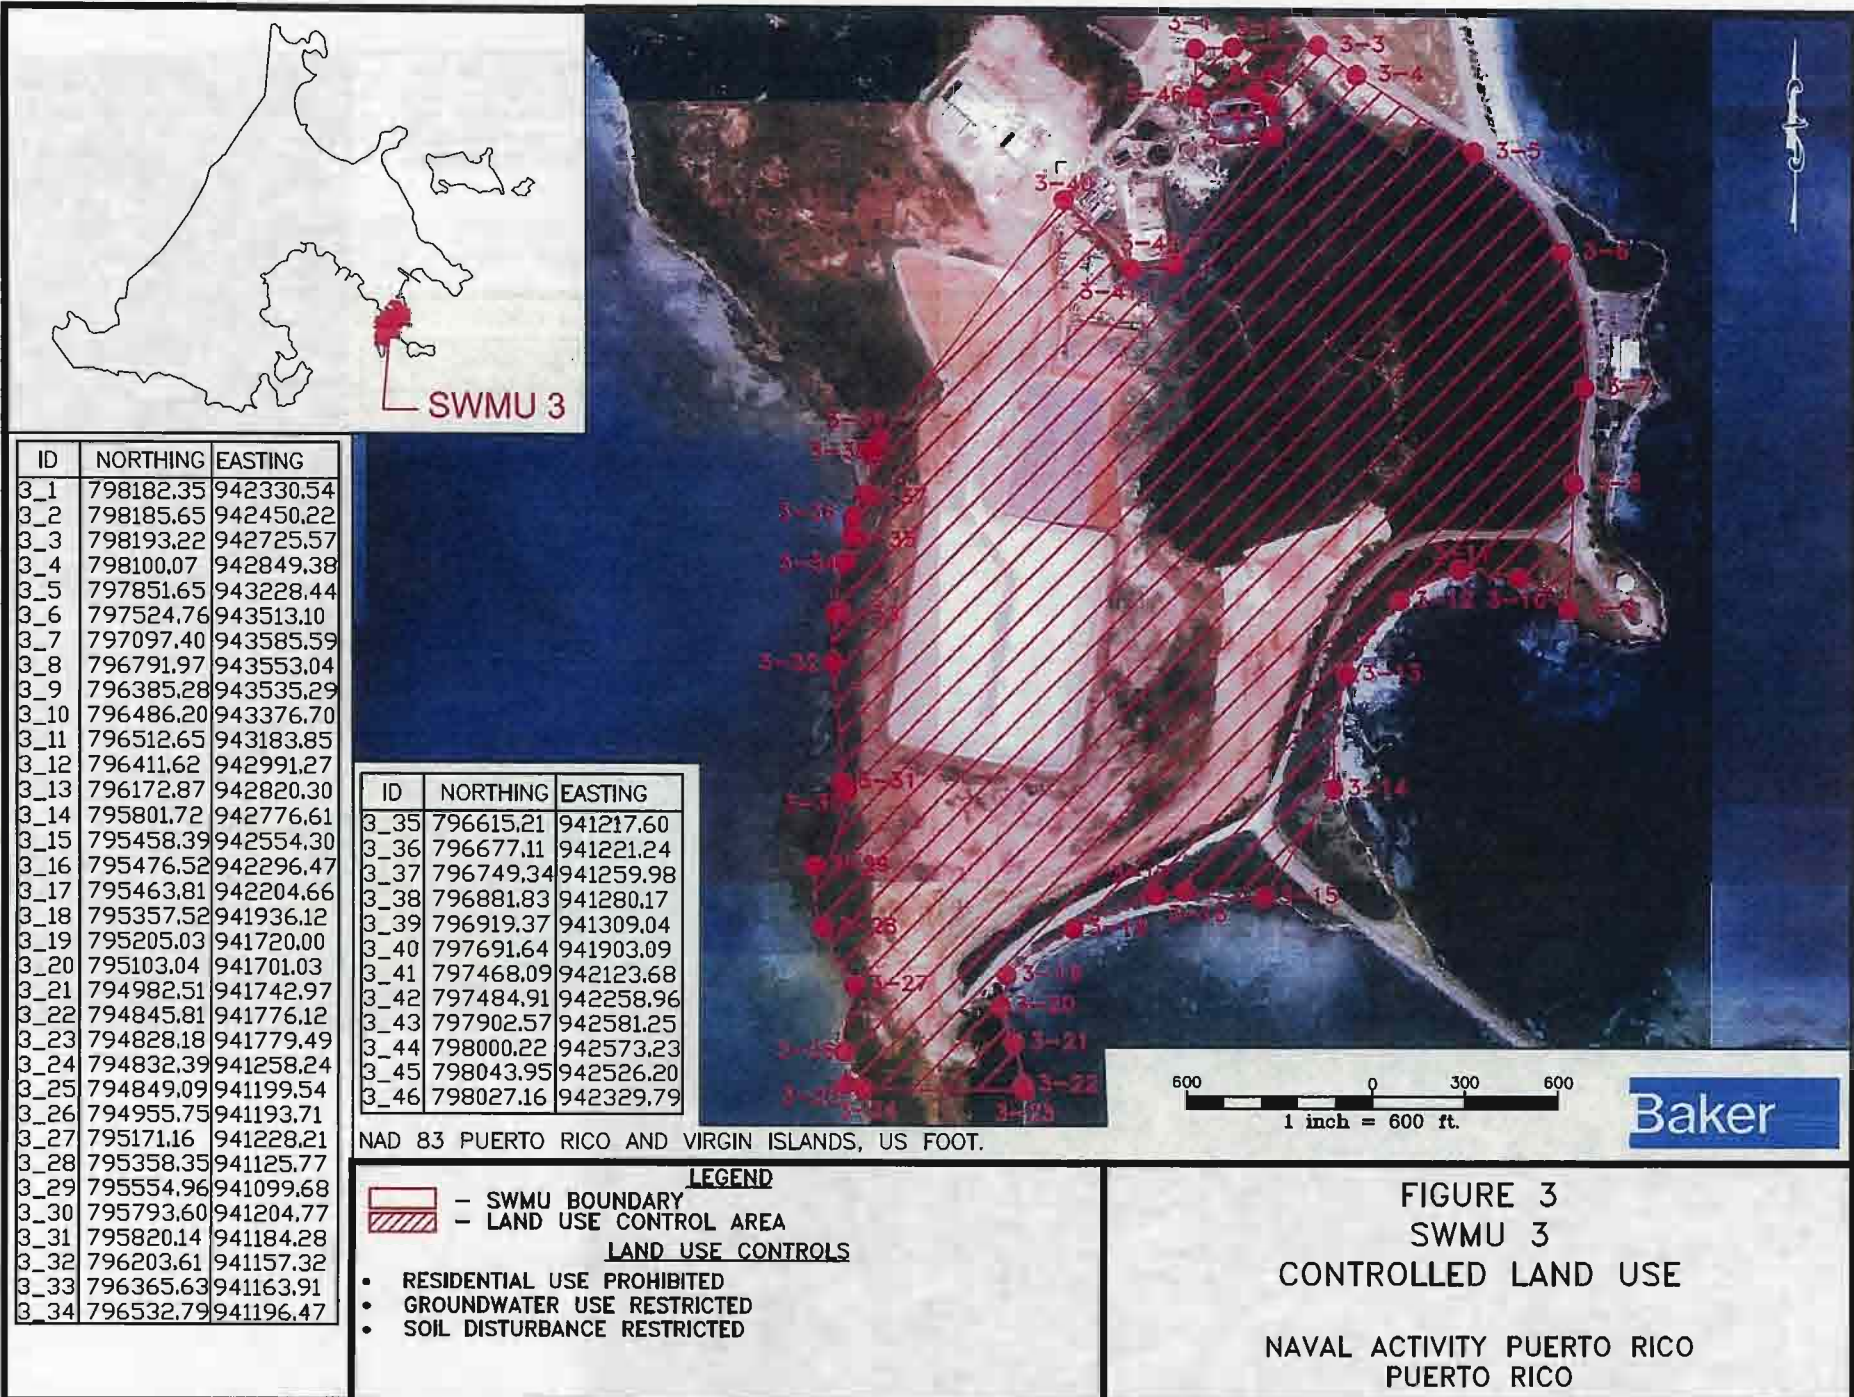 SWMU 3
ID NORTHING EASTING
3_1 798182.35 942330.54
3_2 798185.65 942450.22
3_3 798193.22 942725.57
3_4 798100.07 942849.38
3_5 797851.65 943228.44
3_6 797524.76 943513.10
3_7 797097.40 943585.59
3_8 796791.97 943553.04
3_9 796385.28 943535.29
3_10 796486.20 943376.70
3_11 796512.65 943183.85
3_12 796411.62 942991.27
3_13 796172.87 942820.30
3_14 795801.72 942776.61
3_15 795458.39 942554.30
3_16 795476.52 942296.47
3_17 795463.81 942204.66
3_18 795357.52 941936.12
3_19 795205.03 941720.00
3_20 795103.04 941701.03
3_21 794982.51 941742.97
3_22 794845.81 941776.12
3_23 794828.18 941779.49
3_24 794832.39 941258.24
3_25 794849.09 941199.54
3_26 794955.75 941193.71
3_27 795171.16 941228.21
3_28 795358.35 941125.77
3_29 795554.96 941099.68
3_30 795793.60 941204.77
3_31 795820.14 941184.28
3_32 796203.61 941157.32
3_33 796365.63 941163.91
3_34 796532.79 941196.47
ID NORTHING EASTING
3_35 796615.21 941217.60
3_36 796677.11 941221.24
3_37 796749.34 941259.98
3_38 796881.83 941280.17
3_39 796919.37 941309.04
3_40 797691.64 941903.09
3_41 797468.09 942123.68
3_42 797484.91 942258.96
3_43 797902.57 942581.25
3_44 798000.22 942573.23
3_45 798043.95 942526.20
3_46 798027.16 942329.79
NAD 83 PUERTO RICO AND VIRGIN ISLANDS, US FOOT.
3-3
3-4
3-5
3-6
3-7
3-8
3-40
3-12
3-13
3-14
3-15
3-19
3-20
3-21
3-22
3-23
3-24
3-27
3-28
3-31
3-32
600 0 300 600
1 inch = 600 ft.
Baker
LEGEND
– SWMU BOUNDARY
– LAND USE CONTROL AREA
LAND USE CONTROLS
• RESIDENTIAL USE PROHIBITED
• GROUNDWATER USE RESTRICTED
• SOIL DISTURBANCE RESTRICTED
FIGURE 3
SWMU 3
CONTROLLED LAND USE
NAVAL ACTIVITY PUERTO RICO
PUERTO RICO